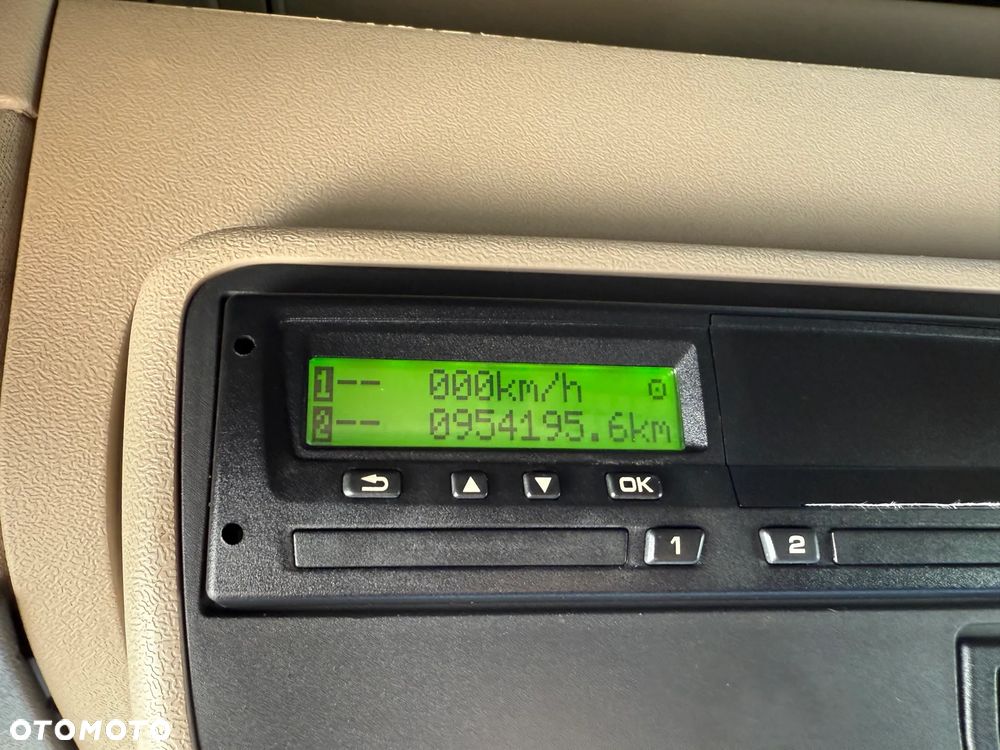 1-- 000km/h
2-- 0954195.6km
OK
1 2
OTOMOTO